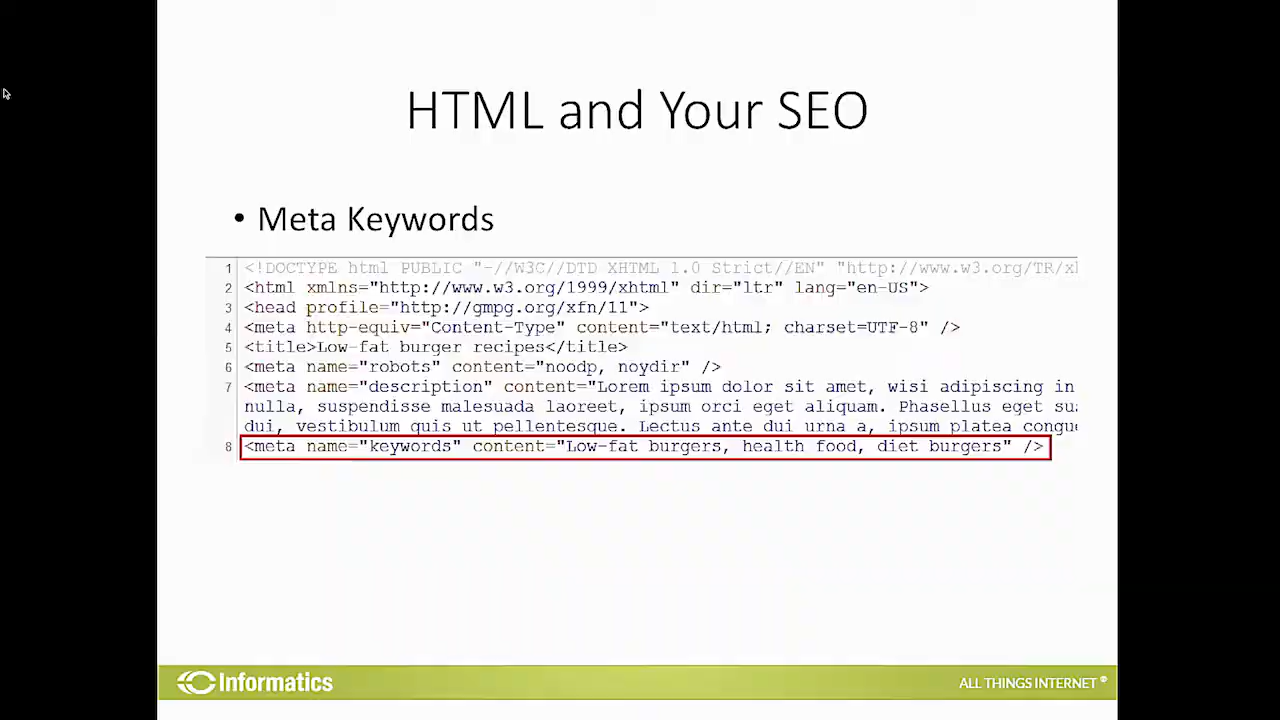 HTML and Your SEO
• Meta Keywords
1 <!DOCTYPE html PUBLIC "-//W3C//DTD XHTML 1.0 Strict//EN" "http://www.w3.org/TR/xh
2 <html xmlns="http://www.w3.org/1999/xhtml" dir="ltr" lang="en-US">
3 <head profile="http://gmpg.org/xfn/11">
4 <meta http-equiv="Content-Type" content="text/html; charset=UTF-8" />
5 <title>Low-fat burger recipes</title>
6 <meta name="robots" content="noodp, noydir" />
7 <meta name="description" content="Lorem ipsum dolor sit amet, wisi adipiscing in
nulla, suspendisse malesuada laoreet, ipsum orci eget aliquam. Phasellus eget su
dui, vestibulum quis ut pellentesque. Lectus ante dui urna a, ipsum platea congu
8 <meta name="keywords" content="Low-fat burgers, health food, diet burgers" />
Informatics
ALL THINGS INTERNET ®